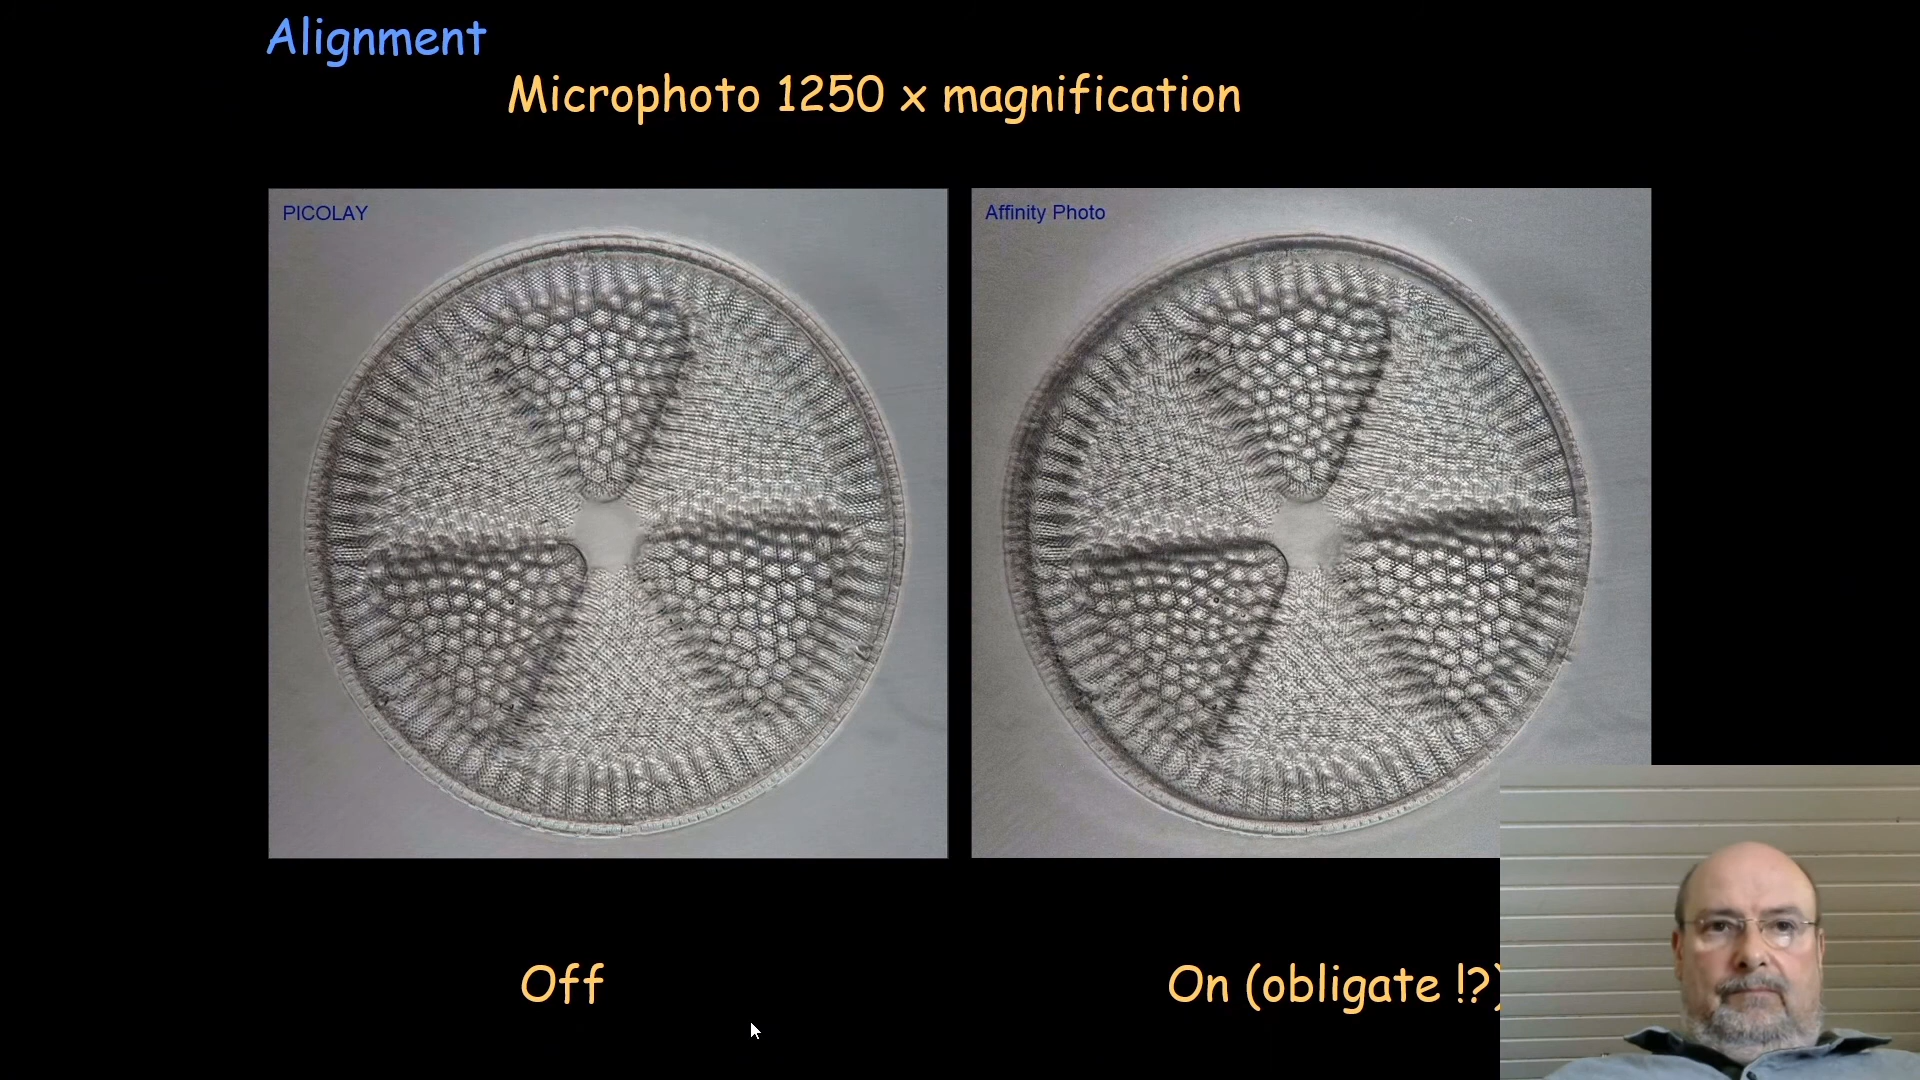 Alignment
Microphoto 1250 x magnification
PICOLAY
Affinity Photo
Off
On (obligate !?)